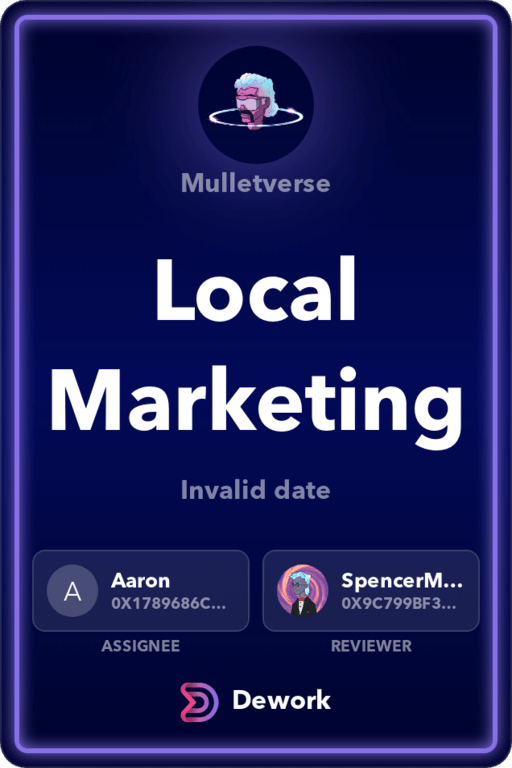 Mulletverse
Local
Marketing
Invalid date
A
Aaron
0X1789686C...
ASSIGNEE
SpencerM...
0X9C799BF3...
REVIEWER
Dework